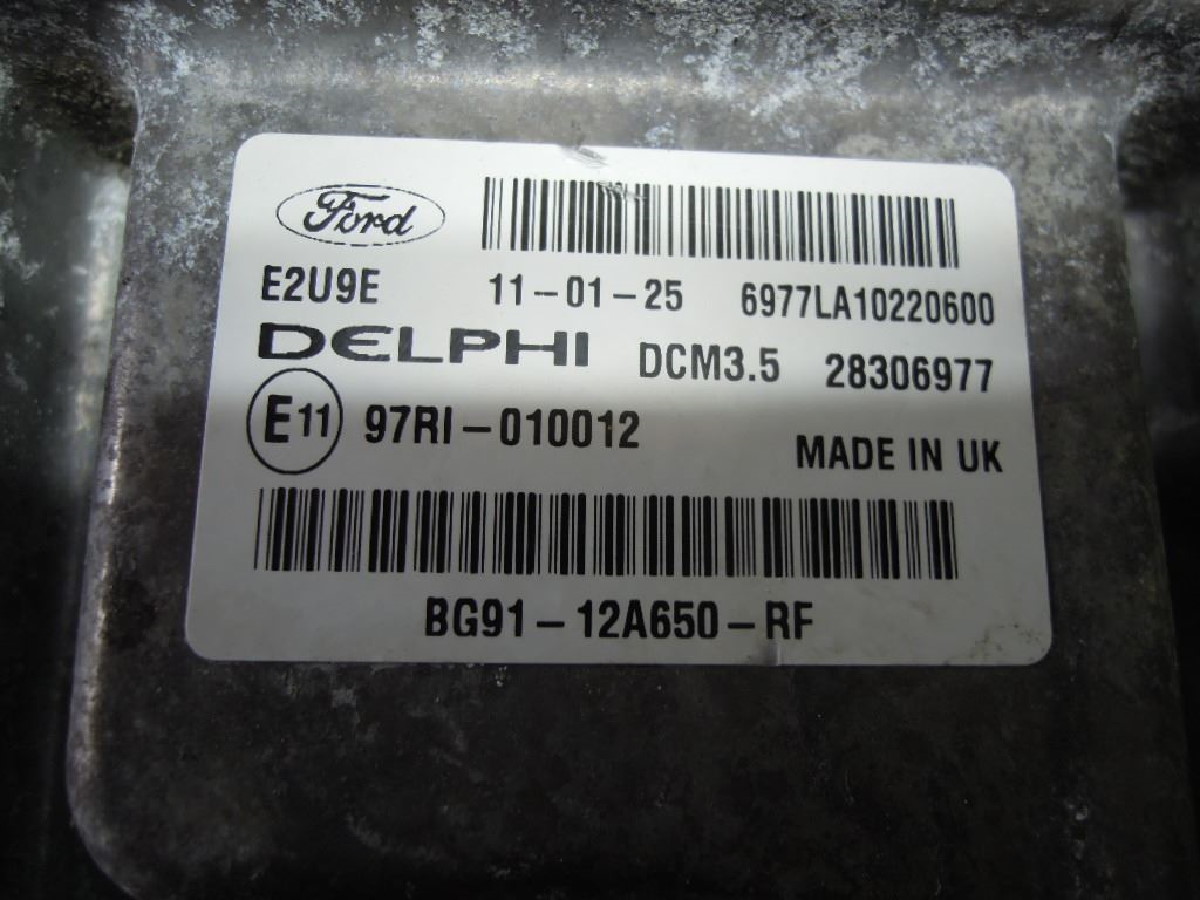 Ford
E2U9E 11-01-25 6977LA10220600
DELPHI DCM3.5 28306977
E11 97RI-010012 MADE IN UK
BG91-12A650-RF